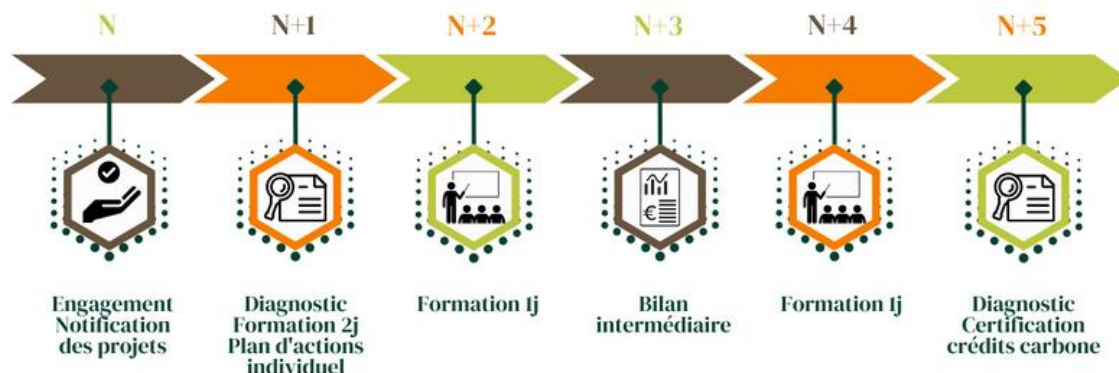 N
N+1
N+2
N+3
N+4
N+5
€
Engagement
Notification
des projets
Diagnostic
Formation 2j
Plan d'actions
individuel
Formation 1j
Bilan
intermédiaire
Formation 1j
Diagnostic
Certification
crédits carbone